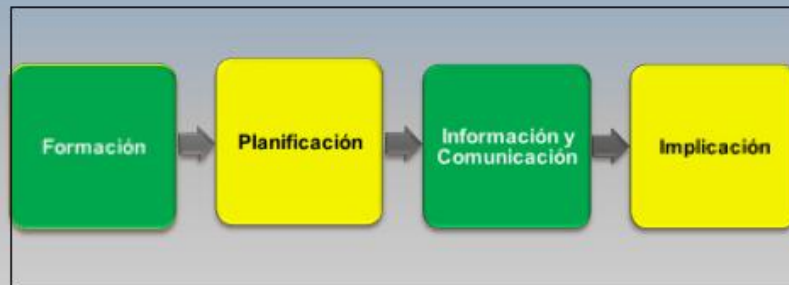 Formación
Planificación
Información y
Comunicación
Implicación